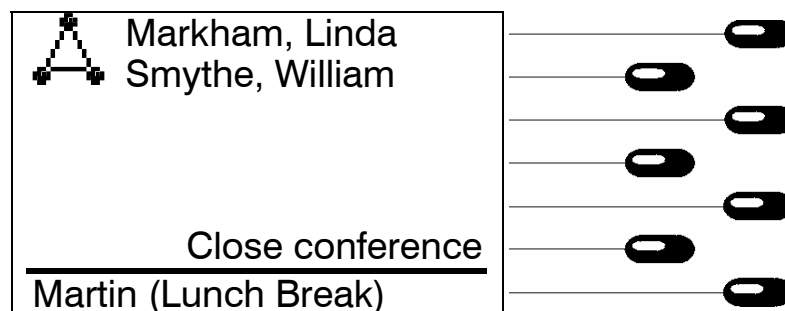 Markham, Linda
Smythe, William
Close conference
Martin (Lunch Break)